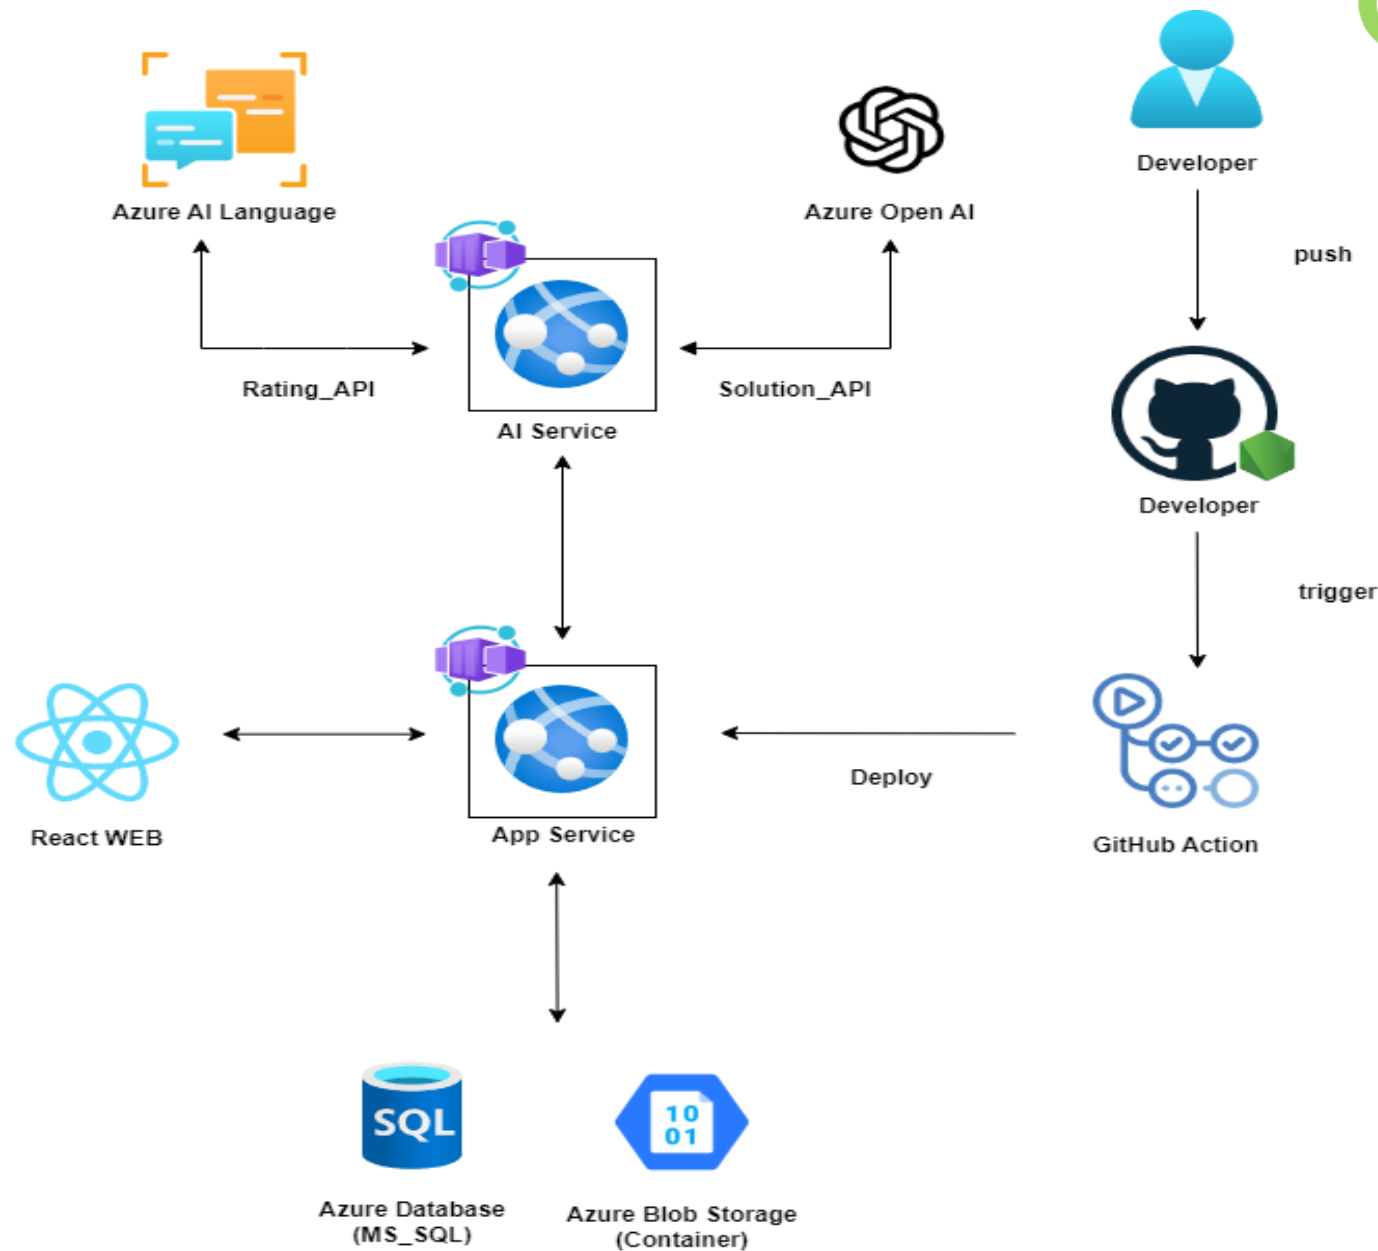 Developer
Azure AI Language
Azure Open AI
push
Rating_API
Solution_API
AI Service
Developer
trigger
React WEB
App Service
Deploy
GitHub Action
SQL
10
01
Azure Database
(MS_SQL)
Azure Blob Storage
(Container)